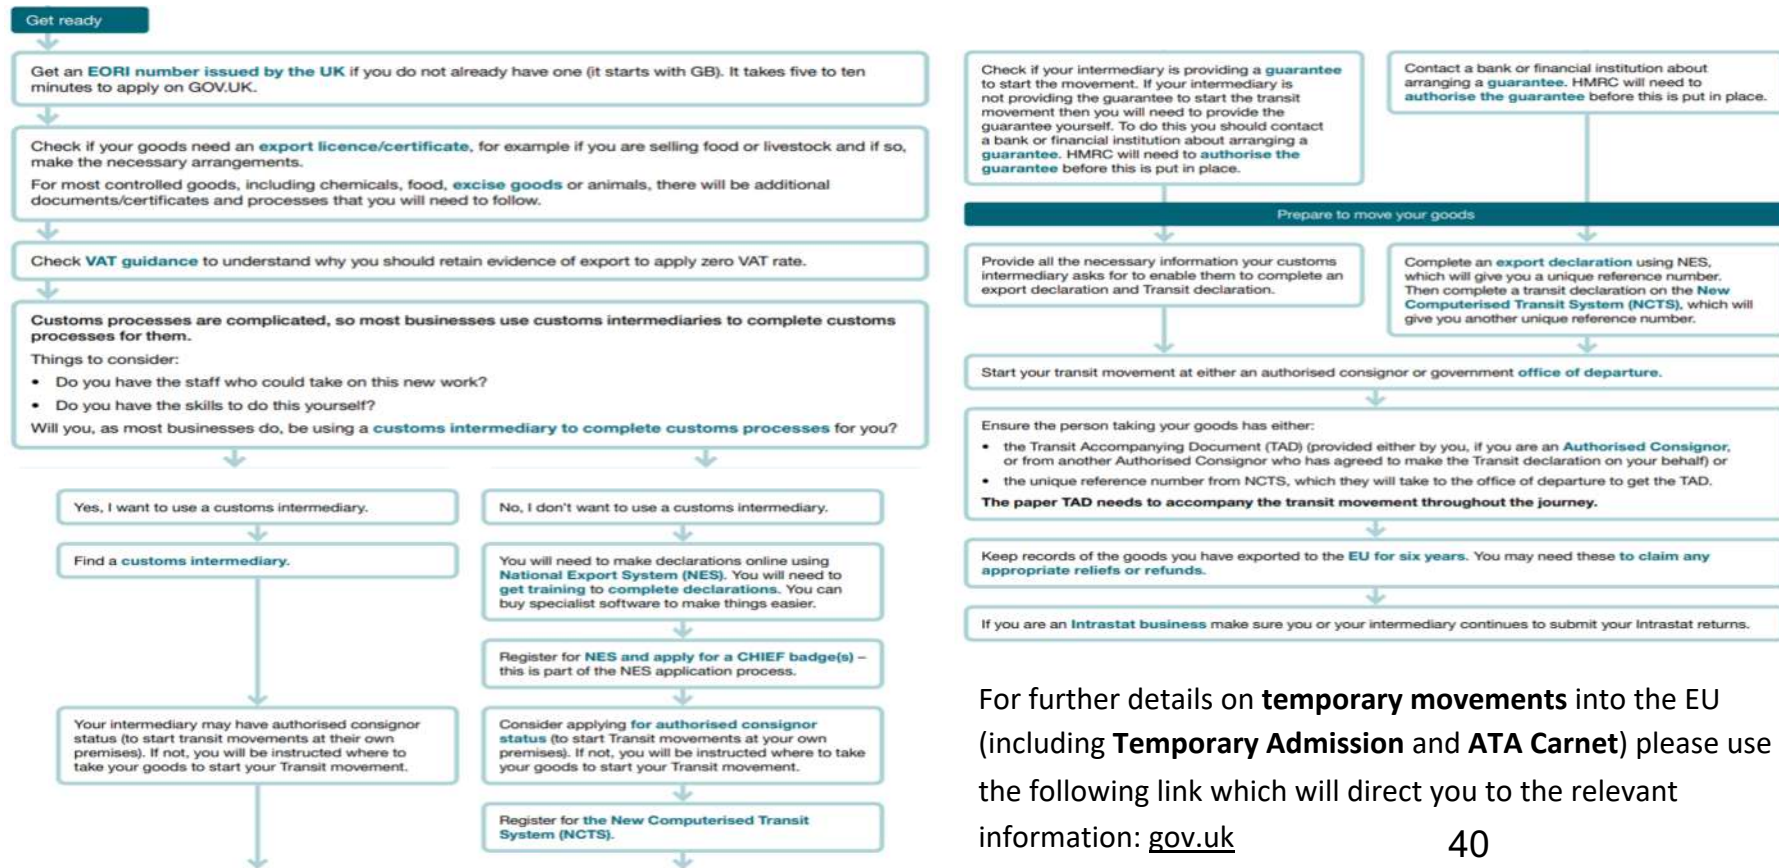 Get ready
Get an EORI number issued by the UK if you do not already have one (it starts with GB). It takes five to ten
minutes to apply on GOV.UK.
Check if your goods need an export licence/certificate, for example if you are selling food or livestock and if so,
make the necessary arrangements.
For most controlled goods, including chemicals, food, excise goods or animals, there will be additional
documents/certificates and processes that you will need to follow.
Check VAT guidance to understand why you should retain evidence of export to apply zero VAT rate.
Customs processes are complicated, so most businesses use customs intermediaries to complete customs
processes for them.
Things to consider:
• Do you have the staff who could take on this new work?
• Do you have the skills to do this yourself?
Will you, as most businesses do, be using a customs intermediary to complete customs processes for you?
Yes, I want to use a customs intermediary.
Find a customs intermediary.
Your intermediary may have authorised consignor
status (to start transit movements at their own
premises). If not, you will be instructed where to
take your goods to start your Transit movement.
No, I don't want to use a customs intermediary.
You will need to make declarations online using
National Export System (NES). You will need to
get training to complete declarations. You can
buy specialist software to make things easier.
Register for NES and apply for a CHIEF badge(s) –
this is part of the NES application process.
Consider applying for authorised consignor
status (to start Transit movements at your own
premises). If not, you will be instructed where to take
your goods to start your Transit movement.
Register for the New Computerised Transit
System (NCTS).
Check if your intermediary is providing a guarantee
to start the movement. If your intermediary is
not providing the guarantee to start the transit
movement then you will need to provide the
guarantee yourself. To do this you should contact
a bank or financial institution about arranging a
guarantee. HMRC will need to authorise the
guarantee before this is put in place.
Contact a bank or financial institution about
arranging a guarantee. HMRC will need to
authorise the guarantee before this is put in place.
Prepare to move your goods
Provide all the necessary information your customs
intermediary asks for to enable them to complete an
export declaration and Transit declaration.
Complete an export declaration using NES,
which will give you a unique reference number.
Then complete a transit declaration on the New
Computerised Transit System (NCTS), which will
give you another unique reference number.
Start your transit movement at either an authorised consignor or government office of departure.
Ensure the person taking your goods has either:
• the Transit Accompanying Document (TAD) (provided either by you, if you are an Authorised Consignor,
or from another Authorised Consignor who has agreed to make the Transit declaration on your behalf) or
• the unique reference number from NCTS, which they will take to the office of departure to get the TAD.
The paper TAD needs to accompany the transit movement throughout the journey.
Keep records of the goods you have exported to the EU for six years. You may need these to claim any
appropriate reliefs or refunds.
If you are an Intrastat business make sure you or your intermediary continues to submit your Intrastat returns.
For further details on temporary movements into the EU
(including Temporary Admission and ATA Carnet) please use
the following link which will direct you to the relevant
information: gov.uk
40